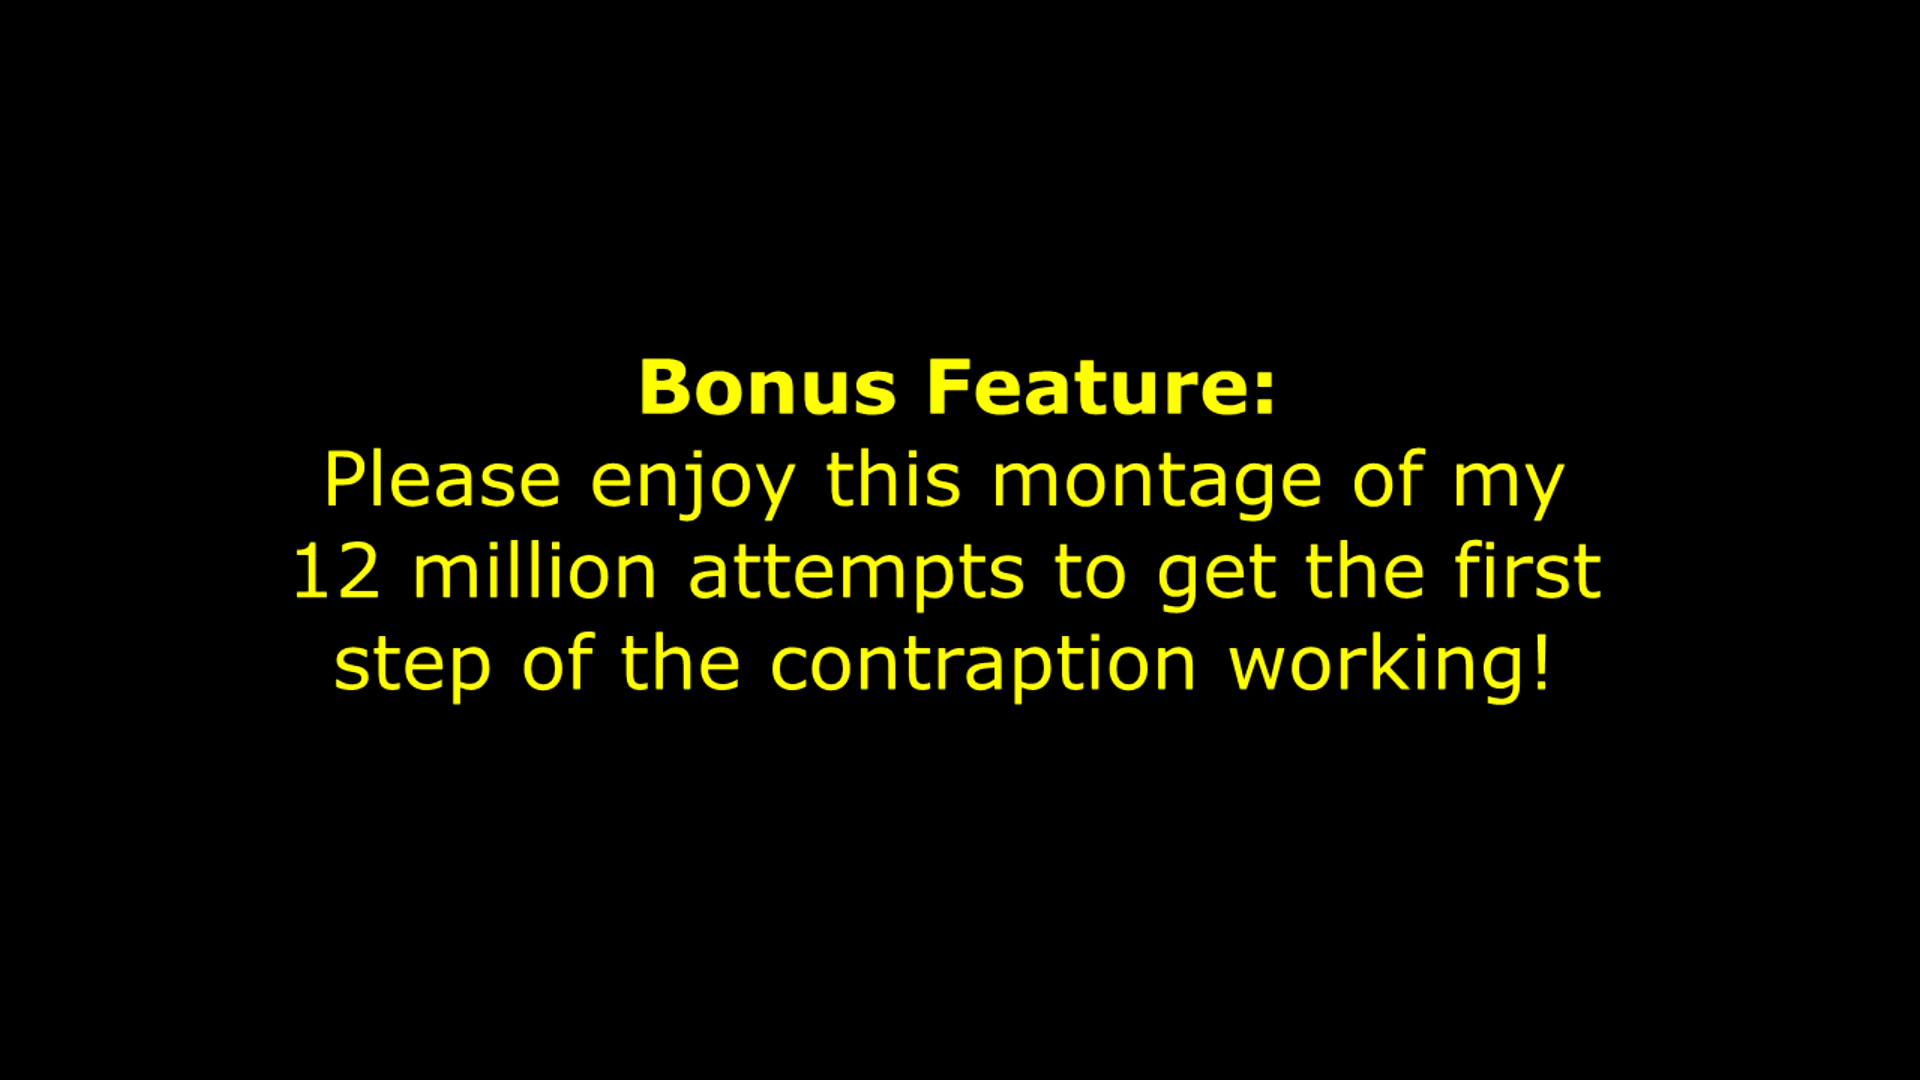 Bonus Feature:
Please enjoy this montage of my
12 million attempts to get the first
step of the contraption working!